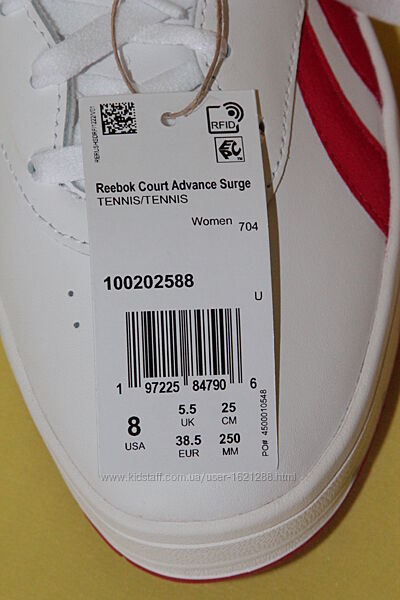 RFID
EAC
Reebok Court Advance Surge
TENNIS/TENNIS
Women 704
100202588
U
1 97225 84790 6
8
USA
5.5
UK
25
CM
38.5
EUR
250
MM
PO# 4500010548
www.kidstaff.com.ua/user-1621288.html